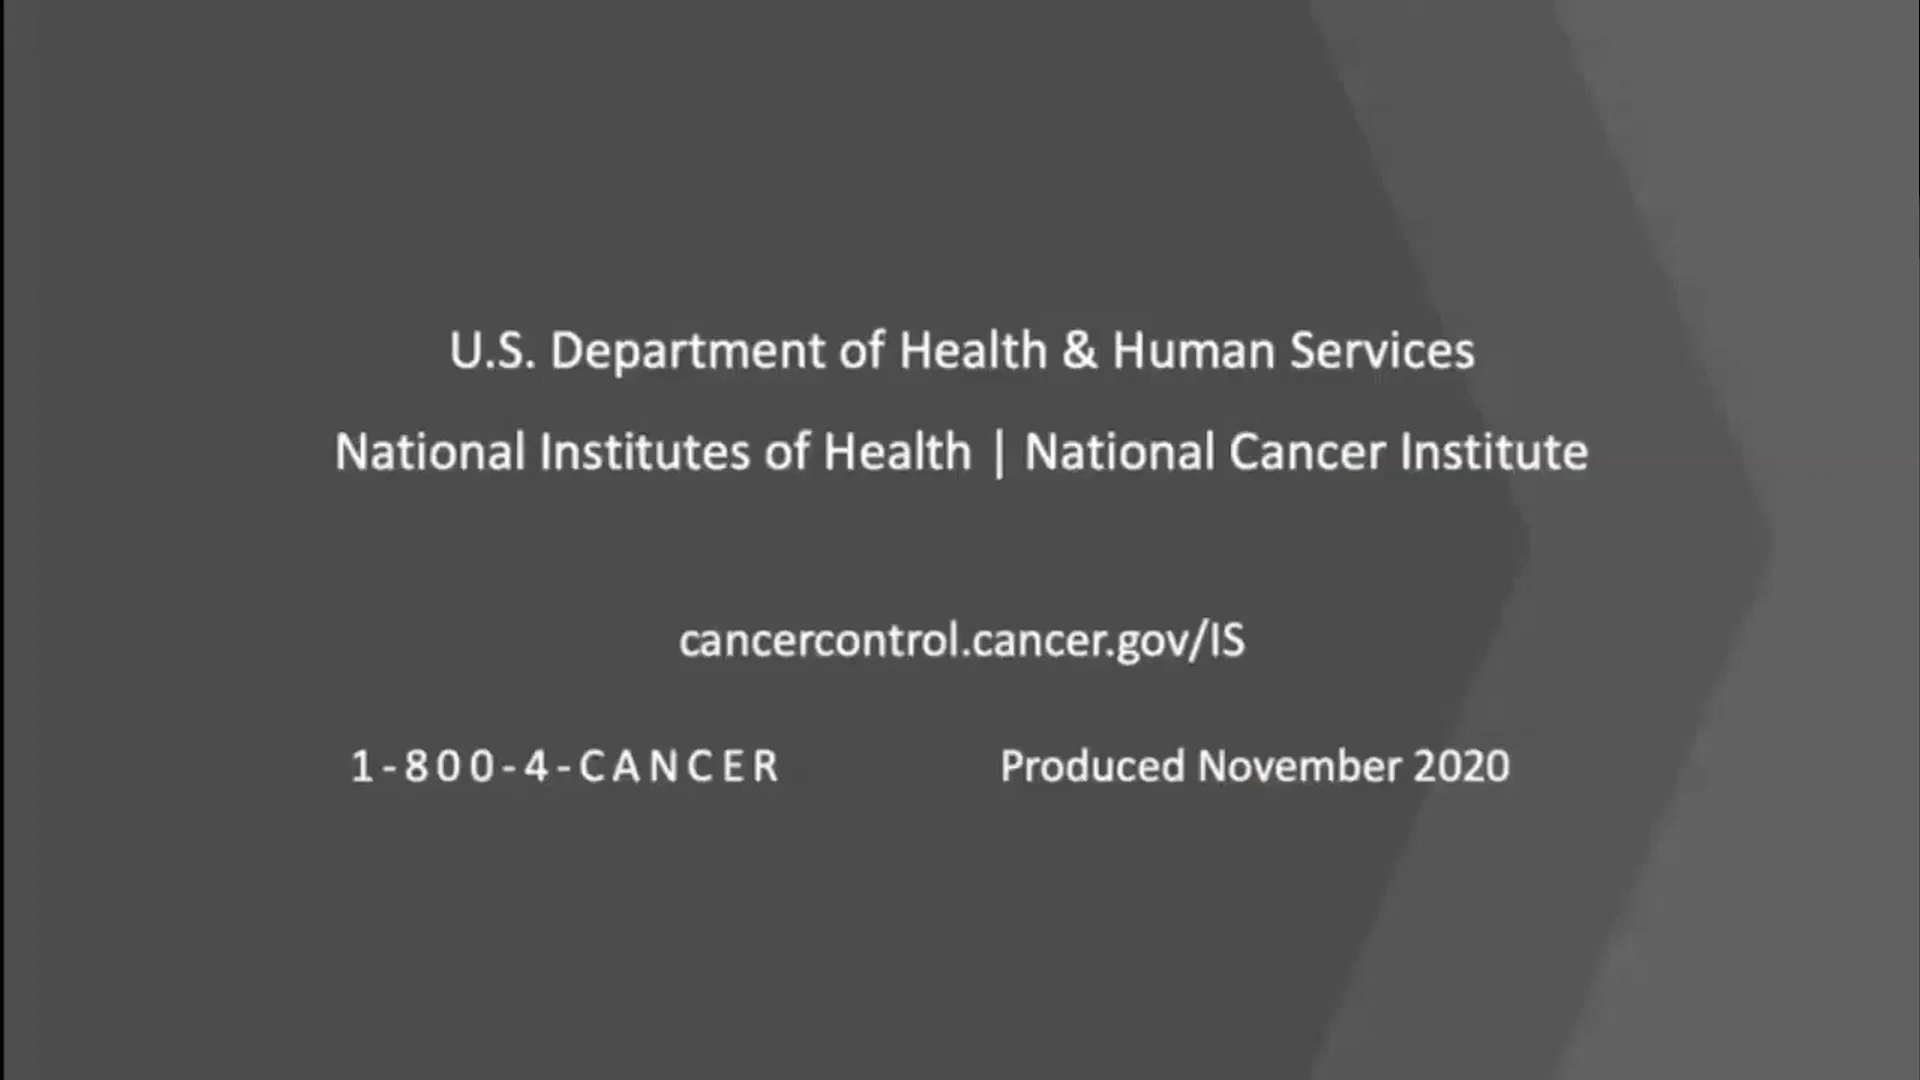 U.S. Department of Health & Human Services
National Institutes of Health | National Cancer Institute
cancercontrol.cancer.gov/IS
1-800-4-CANCER Produced November 2020